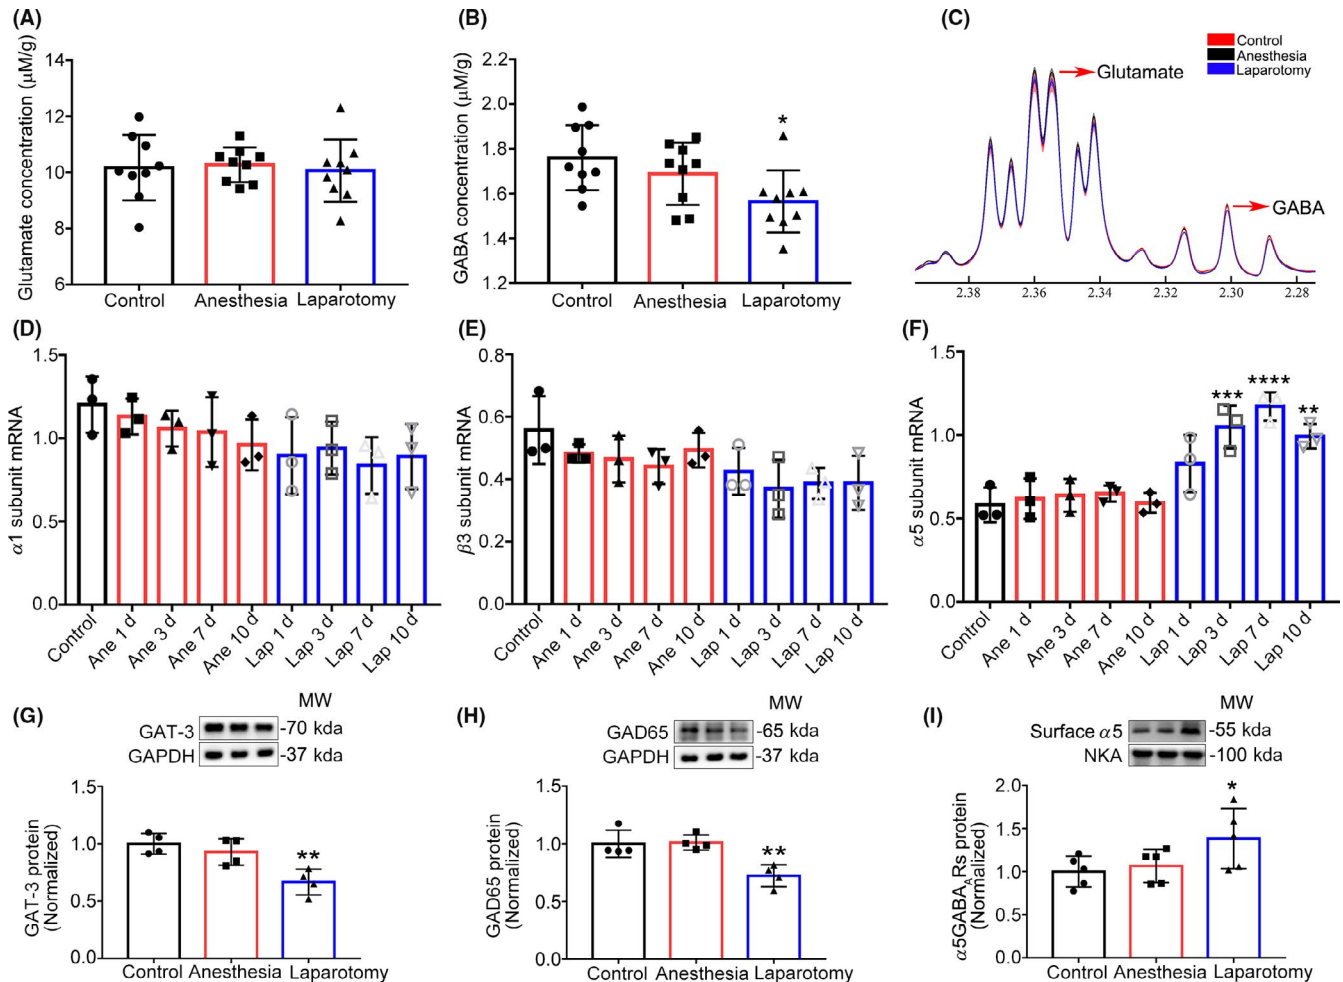 (A)
Glutamate concentration (μM/g)
14
12
10
8
6
Control Anesthesia Laparotomy
(B)
GABA concentration (μM/g)
2.2
2.0
1.8
1.6
1.4
1.2
*
Control Anesthesia Laparotomy
(C)
Control
Anesthesia
Laparotomy
Glutamate
GABA
2.38 2.36 2.34 2.32 2.30 2.28
(D)
α1 subunit mRNA
1.5
1.0
0.5
0.0
Control Ane 1 d Ane 3 d Ane 7 d Ane 10 d Lap 1 d Lap 3 d Lap 7 d Lap 10 d
(E)
β3 subunit mRNA
0.8
0.6
0.4
0.2
0.0
Control Ane 1 d Ane 3 d Ane 7 d Ane 10 d Lap 1 d Lap 3 d Lap 7 d Lap 10 d
(F)
α5 subunit mRNA
1.5
1.0
0.5
0.0
*** **** **
Control Ane 1 d Ane 3 d Ane 7 d Ane 10 d Lap 1 d Lap 3 d Lap 7 d Lap 10 d
(G)
MW
GAT-3 -70 kda
GAPDH -37 kda
GAT-3 protein
(Normalized)
1.5
1.0
0.5
0.0
**
Control Anesthesia Laparotomy
(H)
MW
GAD65 -65 kda
GAPDH -37 kda
GAD65 protein
(Normalized)
1.5
1.0
0.5
0.0
**
Control Anesthesia Laparotomy
(I)
MW
Surface α5 -55 kda
NKA -100 kda
α5GABAARs protein
(Normalized)
2.0
1.5
1.0
0.5
0.0
*
Control Anesthesia Laparotomy